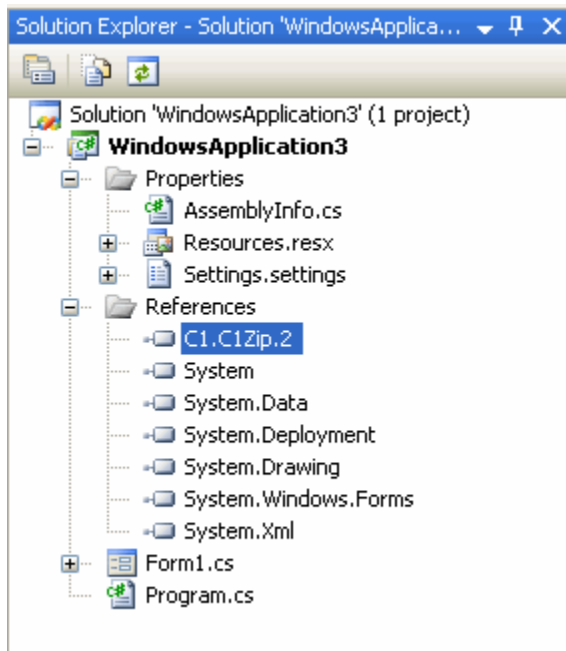 Solution Explorer - Solution 'WindowsApplica...
Solution 'WindowsApplication3' (1 project)
WindowsApplication3
Properties
AssemblyInfo.cs
Resources.resx
Settings.settings
References
C1.C1Zip.2
System
System.Data
System.Deployment
System.Drawing
System.Windows.Forms
System.Xml
Form1.cs
Program.cs